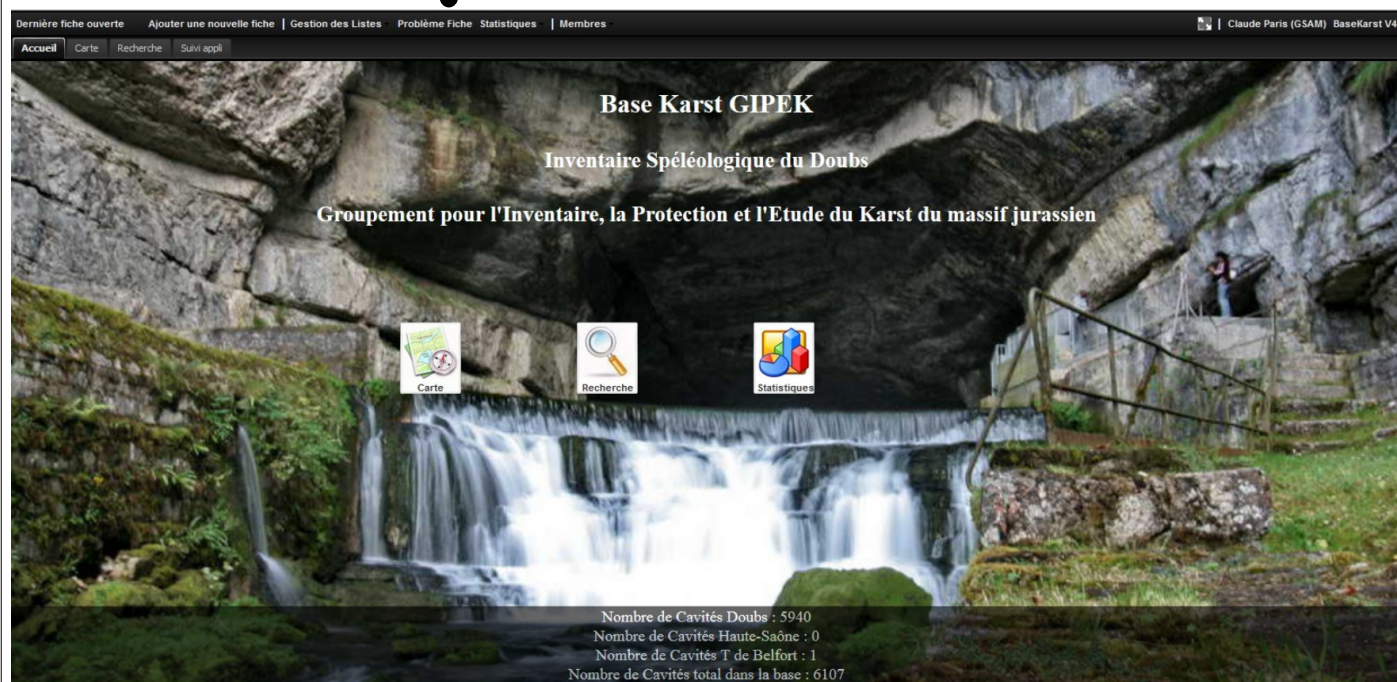 Dernière fiche ouverte Ajouter une nouvelle fiche | Gestion des Listes Problème Fiche Statistiques | Membres | Claude Paris (GSAM) BaseKarst V4
Accueil Carte Recherche Suivi appli
Base Karst GIPEK
Inventaire Spéléologique du Doubs
Groupement pour l'Inventaire, la Protection et l'Etude du Karst du massif jurassien
Carte Recherche Statistiques
Nombre de Cavités Doubs : 5940
Nombre de Cavités Haute-Saône : 0
Nombre de Cavités T de Belfort : 1
Nombre de Cavités total dans la base : 6107